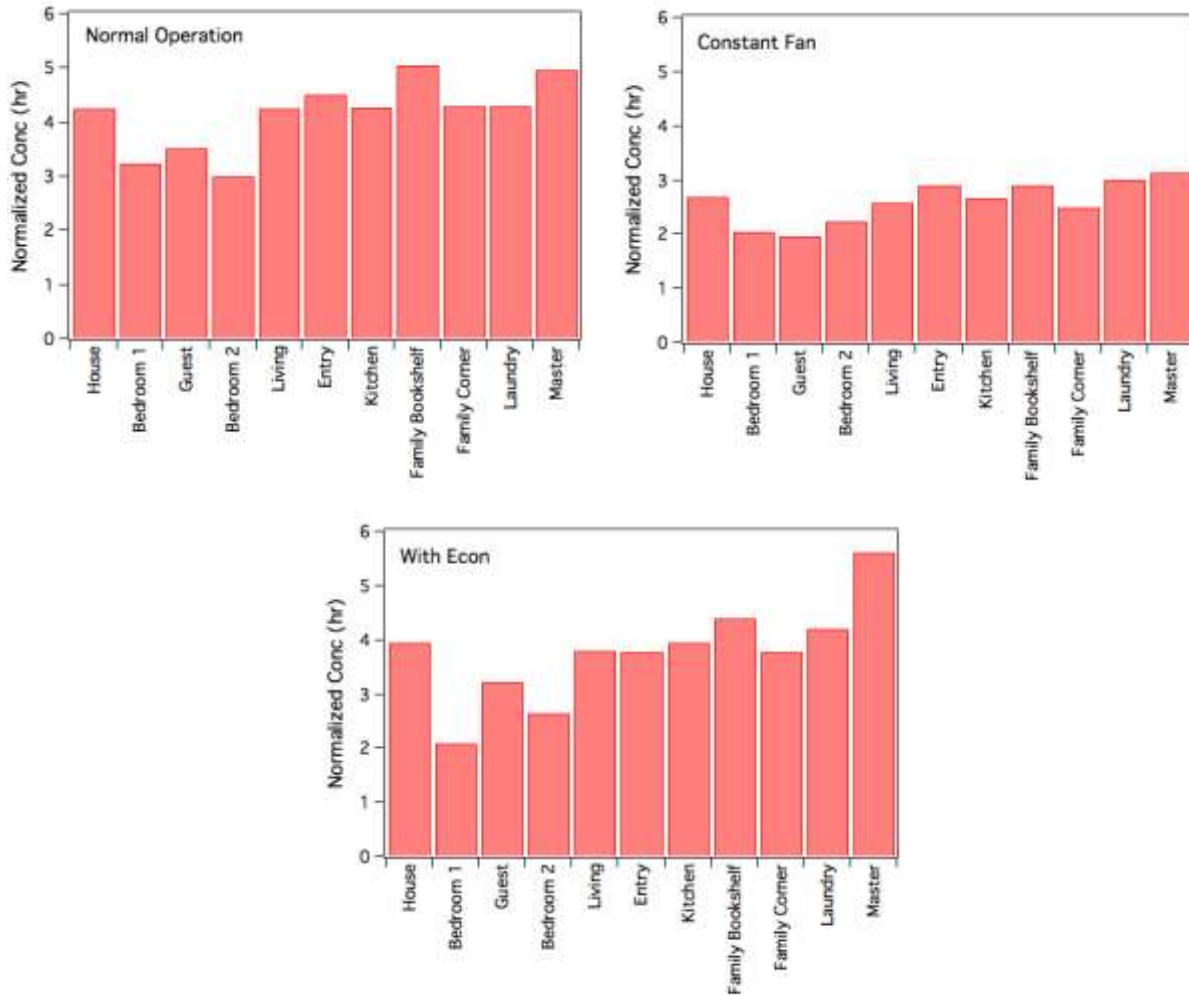 Normal Operation
Normalized Conc (hr)
6
5
4
3
2
1
0
House
Bedroom 1
Guest
Bedroom 2
Living
Entry
Kitchen
Family Bookshelf
Family Corner
Laundry
Master
Constant Fan
Normalized Conc (hr)
6
5
4
3
2
1
0
House
Bedroom 1
Guest
Bedroom 2
Living
Entry
Kitchen
Family Bookshelf
Family Corner
Laundry
Master
With Econ
Normalized Conc (hr)
6
5
4
3
2
1
0
House
Bedroom 1
Guest
Bedroom 2
Living
Entry
Kitchen
Family Bookshelf
Family Corner
Laundry
Master